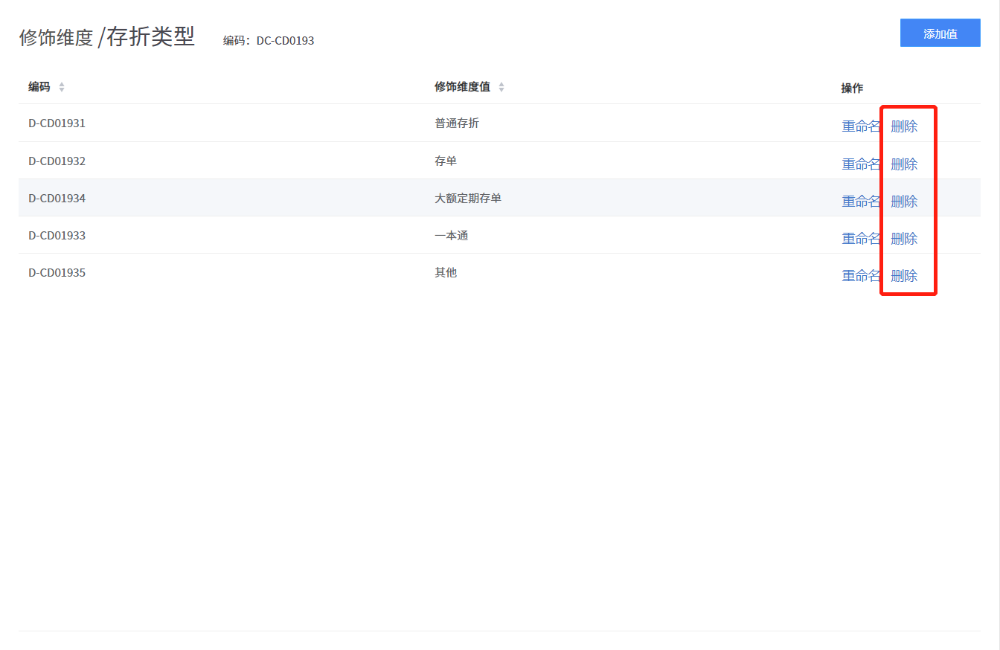 修饰维度 /存折类型 编码：DC-CD0193 添加值
编码 修饰维度值 操作
D-CD01931 普通存折 重命名 删除
D-CD01932 存单 重命名 删除
D-CD01934 大额定期存单 重命名 删除
D-CD01933 一本通 重命名 删除
D-CD01935 其他 重命名 删除